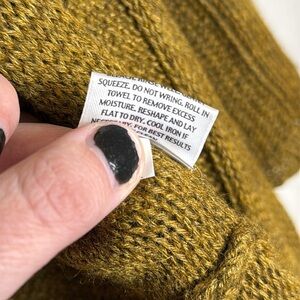 SQUEEZE. DO NOT WRING. ROLL IN
TOWEL TO REMOVE EXCESS
MOISTURE. RESHAPE AND LAY
FLAT TO DRY, COOL IRON IF
NECESSARY. FOR BEST RESULTS